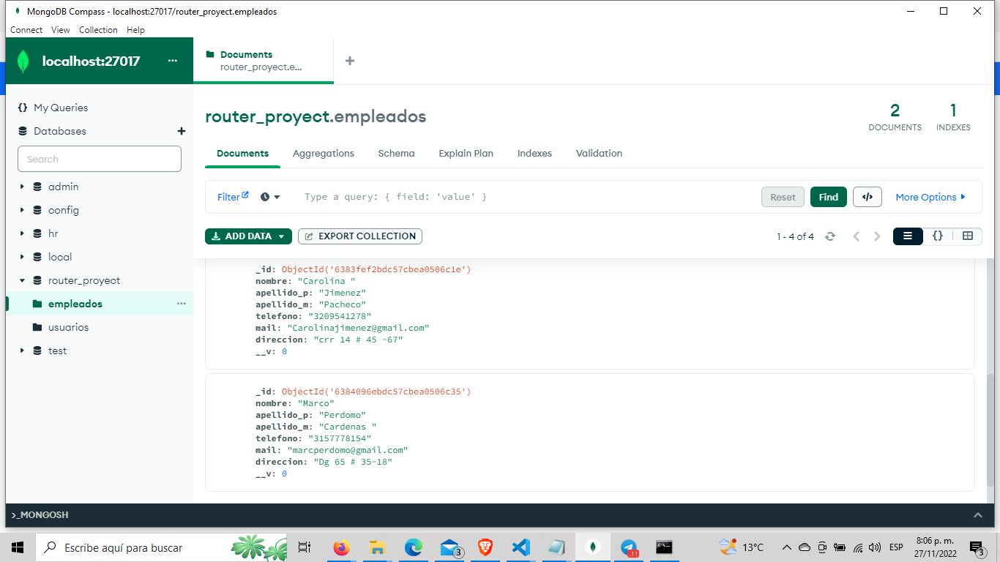 MongoDB Compass - localhost:27017/router_proyect.empleados
Connect View Collection Help
localhost:27017
Documents
router_proyect.e...
My Queries
Databases
Search
admin
config
hr
local
router_proyect
empleados
usuarios
test
router_proyect.empleados
2
DOCUMENTS
1
INDEXES
Documents Aggregations Schema Explain Plan Indexes Validation
Filter
Type a query: { field: 'value' }
Reset
Find
</>
More Options
ADD DATA
EXPORT COLLECTION
1 - 4 of 4
{}
_id: ObjectId('6383fef2bdc57cbea0506c1e')
nombre: "Carolina "
apellido_p: "Jimenez"
apellido_m: "Pacheco"
telefono: "3209541278"
mail: "Carolinajimenez@gmail.com"
direccion: "crr 14 # 45 -67"
__v: 0
_id: ObjectId('6384096ebdc57cbea0506c35')
nombre: "Marco"
apellido_p: "Perdomo"
apellido_m: "Cardenas "
telefono: "3157778154"
mail: "marcperdomo@gmail.com"
direccion: "Dg 65 # 35-18"
__v: 0
>_MONGOSH
Escribe aquí para buscar
3
11
13°C
ESP
8:06 p. m.
27/11/2022
3